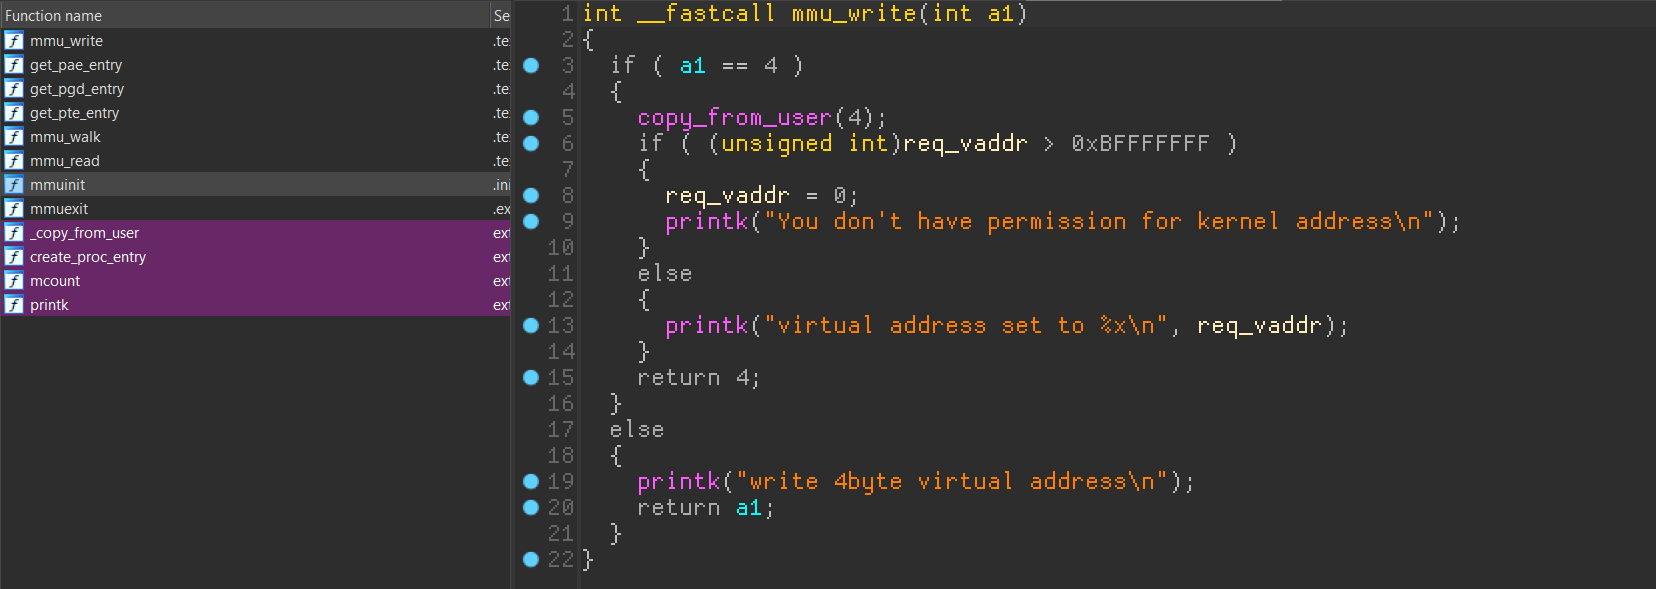 Function name Se
mmu_write .te
get_pae_entry .te
get_pgd_entry .te
get_pte_entry .te
mmu_walk .te
mmu_read .te
mmuinit .ini
mmuexit .ex
_copy_from_user ext
create_proc_entry ext
mcount ext
printk ext
1 int __fastcall mmu_write(int a1)
2 {
3 if ( a1 == 4 )
4 {
5 copy_from_user(4);
6 if ( (unsigned int)req_vaddr > 0xBFFFFFFF )
7 {
8 req_vaddr = 0;
9 printk("You don't have permission for kernel address\n");
10 }
11 else
12 {
13 printk("virtual address set to %x\n", req_vaddr);
14 }
15 return 4;
16 }
17 else
18 {
19 printk("write 4byte virtual address\n");
20 return a1;
21 }
22 }